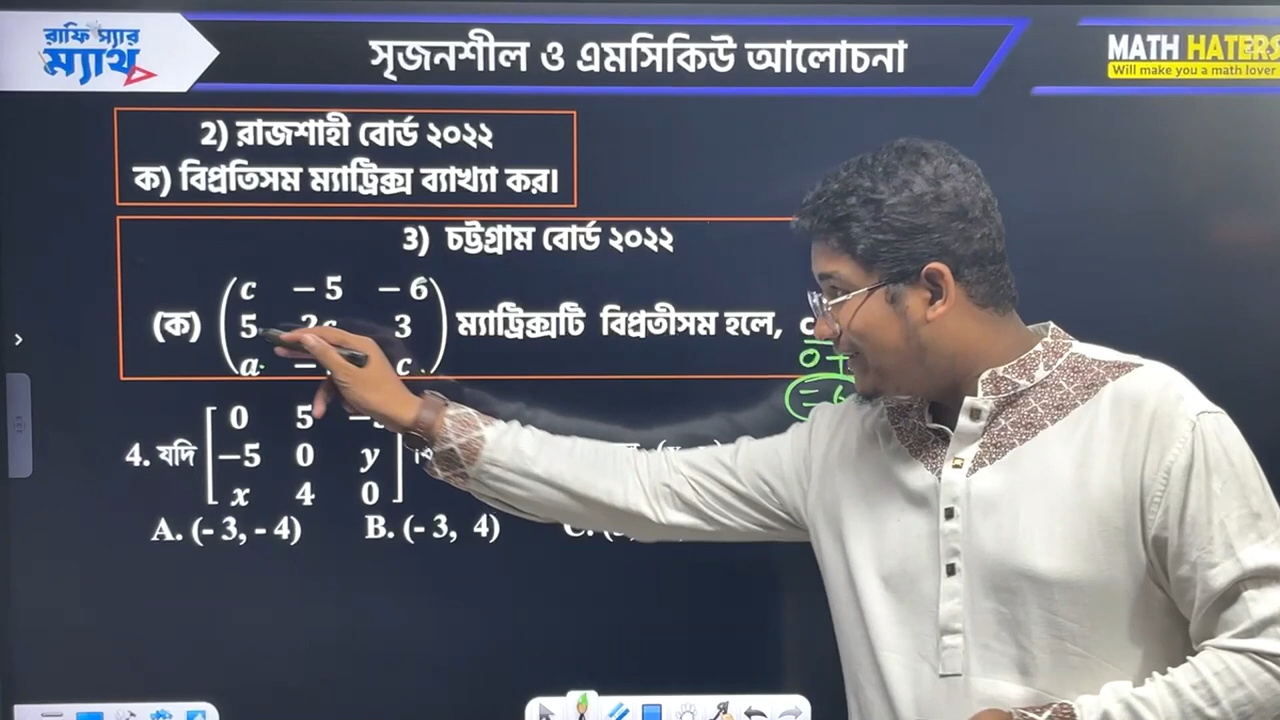 রাফি স্যার
ম্যাথ
সৃজনশীল ও এমসিকিউ আলোচনা
MATH HATERS
Will make you a math lover
2) রাজশাহী বোর্ড ২০২২
ক) বিপ্রতিসম ম্যাট্রিক্স ব্যাখ্যা কর।
3) চট্টগ্রাম বোর্ড ২০২২
c - 5 - 6
(ক) 5 3 ম্যাট্রিক্সটি বিপ্রতীসম হলে, c
a c
0+
=
0 5
4. যদি -5 0 y
x 4 0
A. (- 3, - 4) B. (- 3, 4) C.